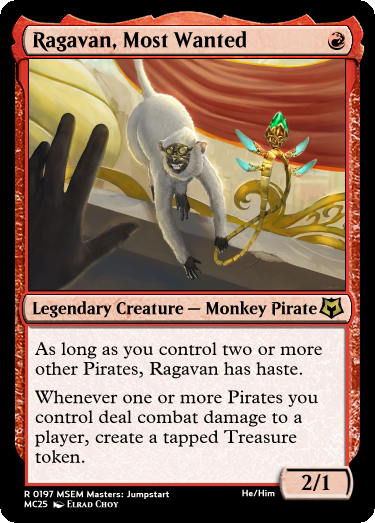 Ragavan, Most Wanted
Legendary Creature — Monkey Pirate
As long as you control two or more
other Pirates, Ragavan has haste.
Whenever one or more Pirates you
control deal combat damage to a
player, create a tapped Treasure
token.
2/1
R 0197 MSEM Masters: Jumpstart He/Him
MC25 Elrad Choy